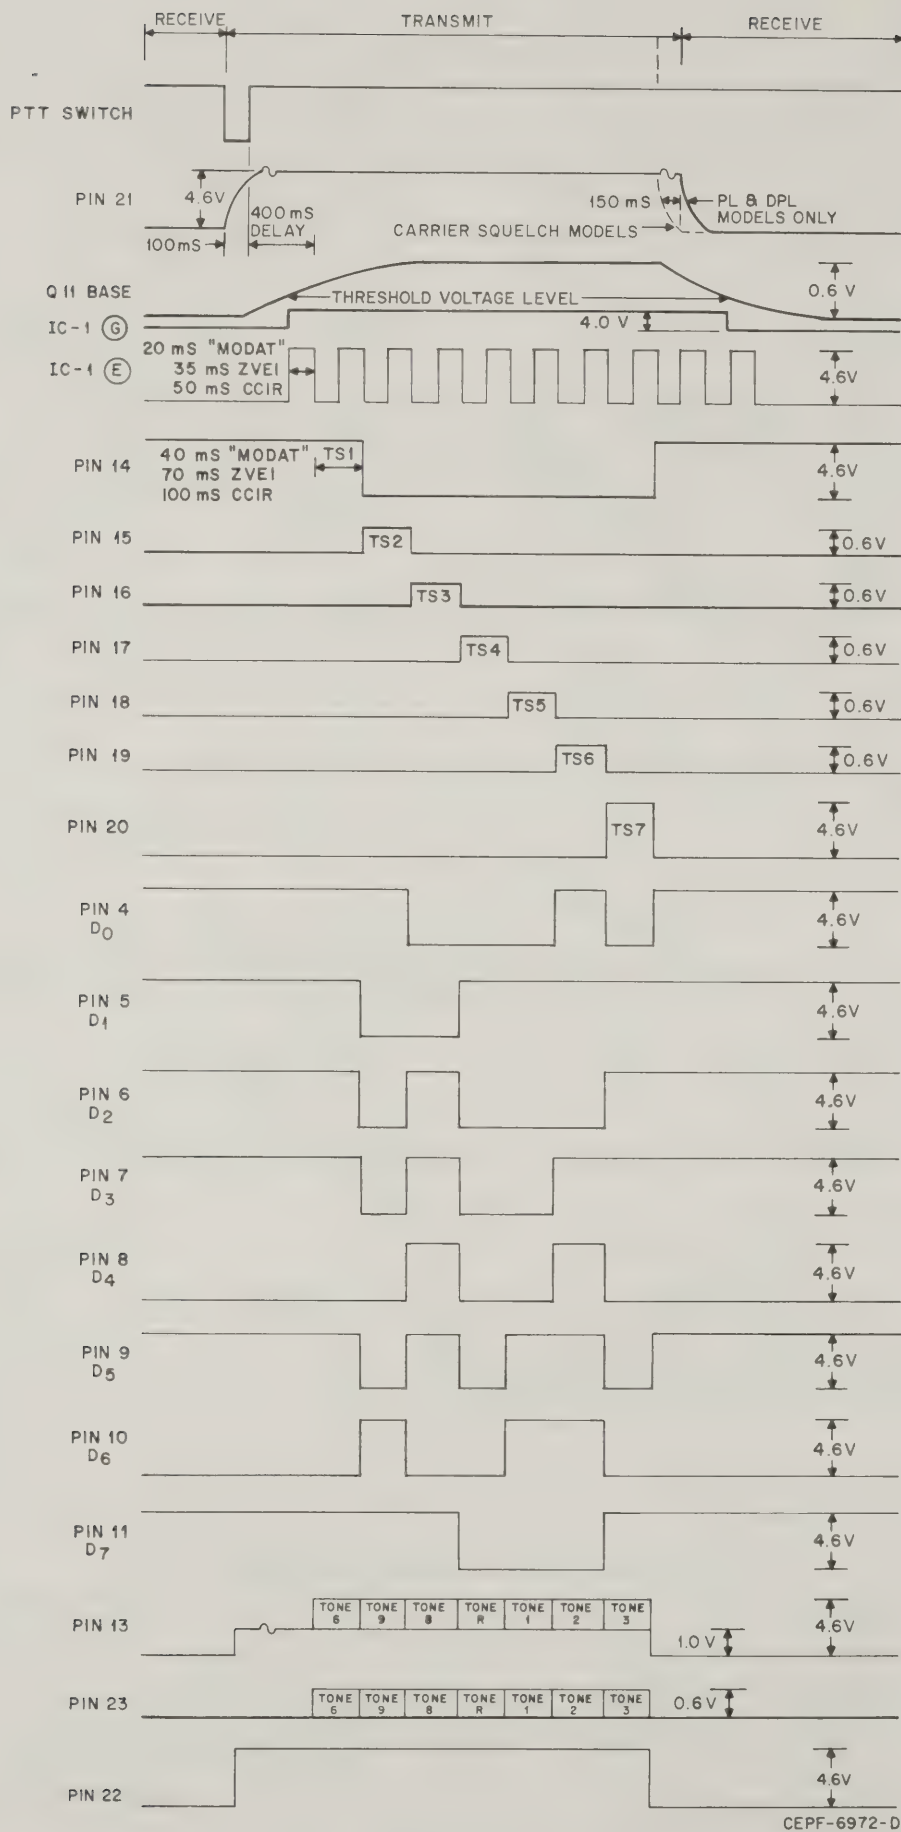 RECEIVE TRANSMIT RECEIVE
PTT SWITCH
PIN 21
4.6V
100mS
400mS
DELAY
150 mS
PL & DPL
MODELS ONLY
CARRIER SQUELCH MODELS
Q11 BASE
THRESHOLD VOLTAGE LEVEL
0.6 V
IC-1 G
4.0 V
IC-1 E
20 mS "MODAT"
35 mS ZVEI
50 mS CCIR
4.6V
PIN 14
40 mS "MODAT"
70 mS ZVEI
100 mS CCIR
TS1
4.6V
PIN 15
TS2
0.6V
PIN 16
TS3
0.6V
PIN 17
TS4
0.6V
PIN 18
TS5
0.6V
PIN 19
TS6
0.6V
PIN 20
TS7
4.6V
PIN 4
D0
4.6V
PIN 5
D1
4.6V
PIN 6
D2
4.6V
PIN 7
D3
4.6V
PIN 8
D4
4.6V
PIN 9
D5
4.6V
PIN 10
D6
4.6V
PIN 11
D7
4.6V
PIN 13
TONE 6 TONE 9 TONE 8 TONE R TONE 1 TONE 2 TONE 3
1.0 V
4.6V
PIN 23
TONE 6 TONE 9 TONE 8 TONE R TONE 1 TONE 2 TONE 3
0.6V
PIN 22
4.6V
CEPF-6972-D